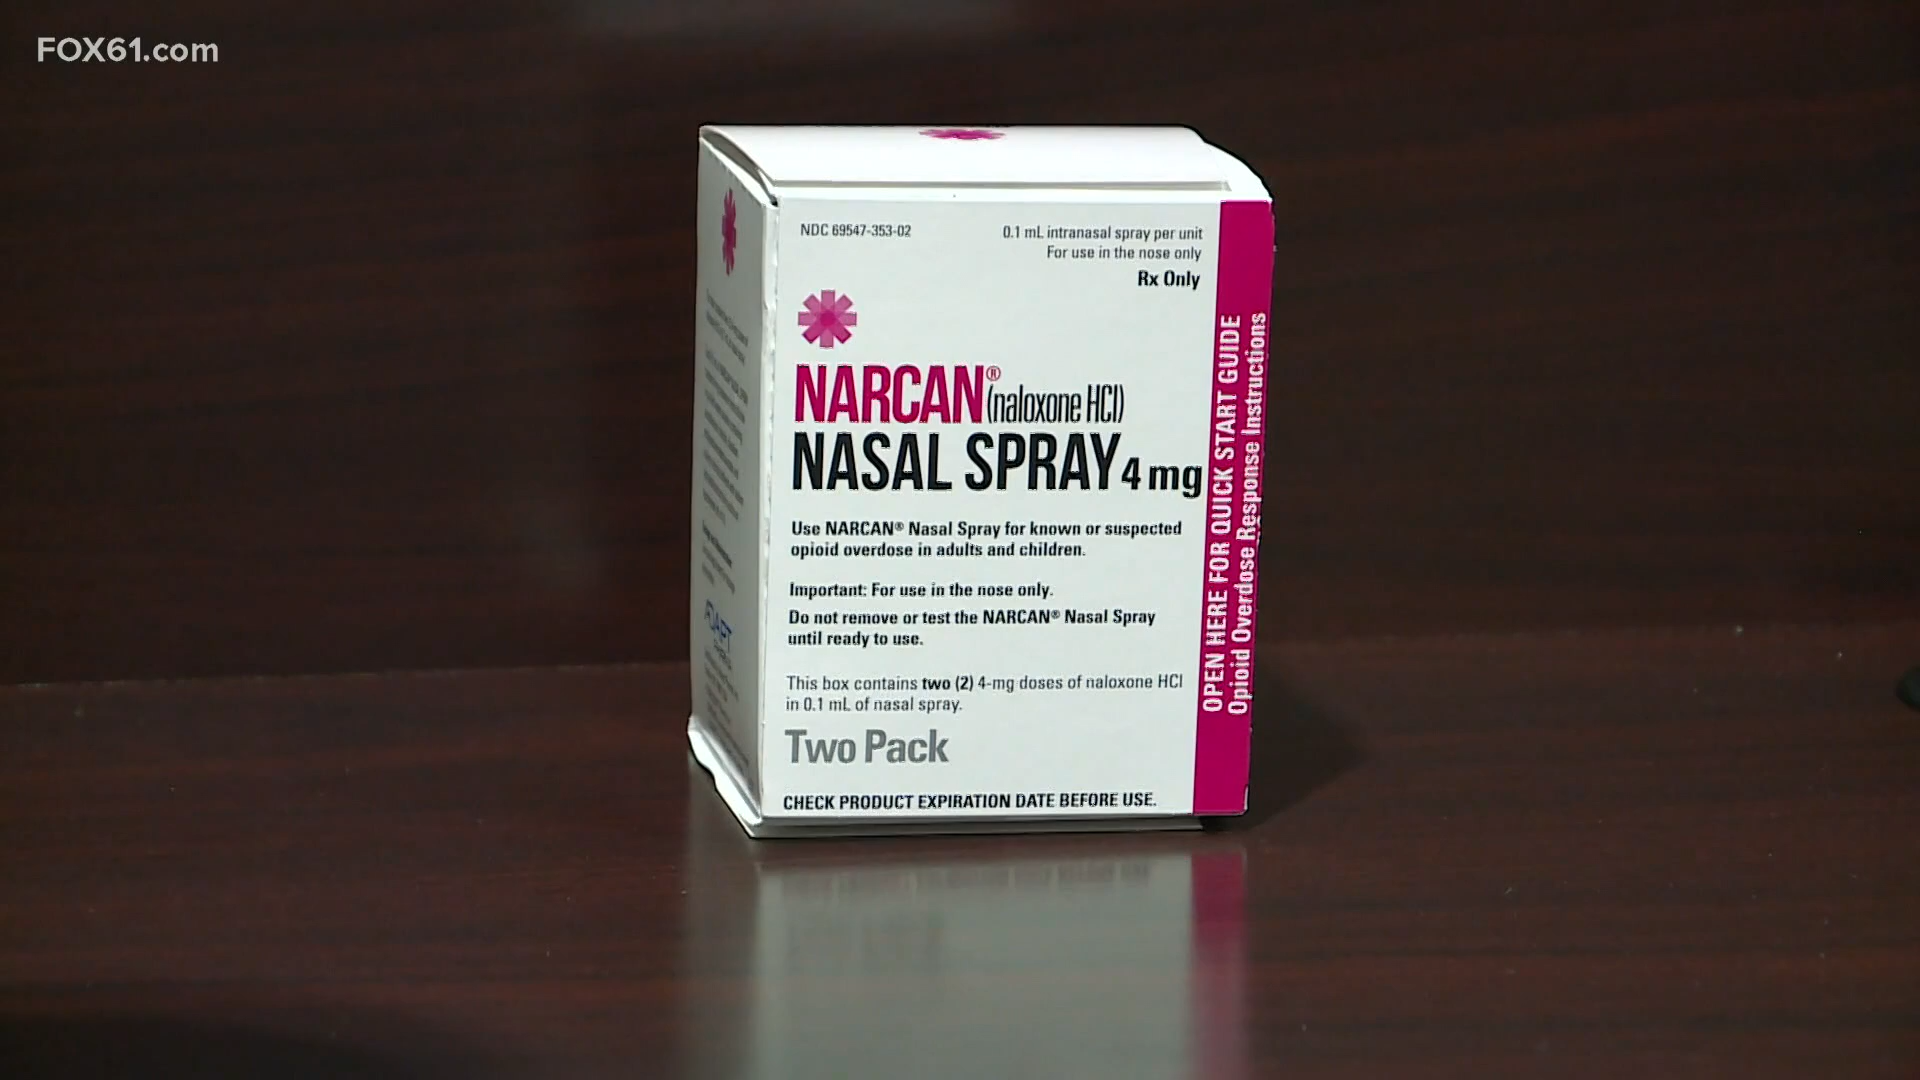 FOX61.com
NDC 69547-353-02
0.1 mL intranasal spray per unit
For use in the nose only
Rx Only
NARCAN® (naloxone HCl)
NASAL SPRAY 4 mg
Use NARCAN® Nasal Spray for known or suspected
opioid overdose in adults and children.
Important: For use in the nose only.
Do not remove or test the NARCAN® Nasal Spray
until ready to use.
This box contains two (2) 4-mg doses of naloxone HCl
in 0.1 mL of nasal spray.
Two Pack
CHECK PRODUCT EXPIRATION DATE BEFORE USE.
OPEN HERE FOR QUICK START GUIDE
Opioid Overdose Response Instructions
ADAPT